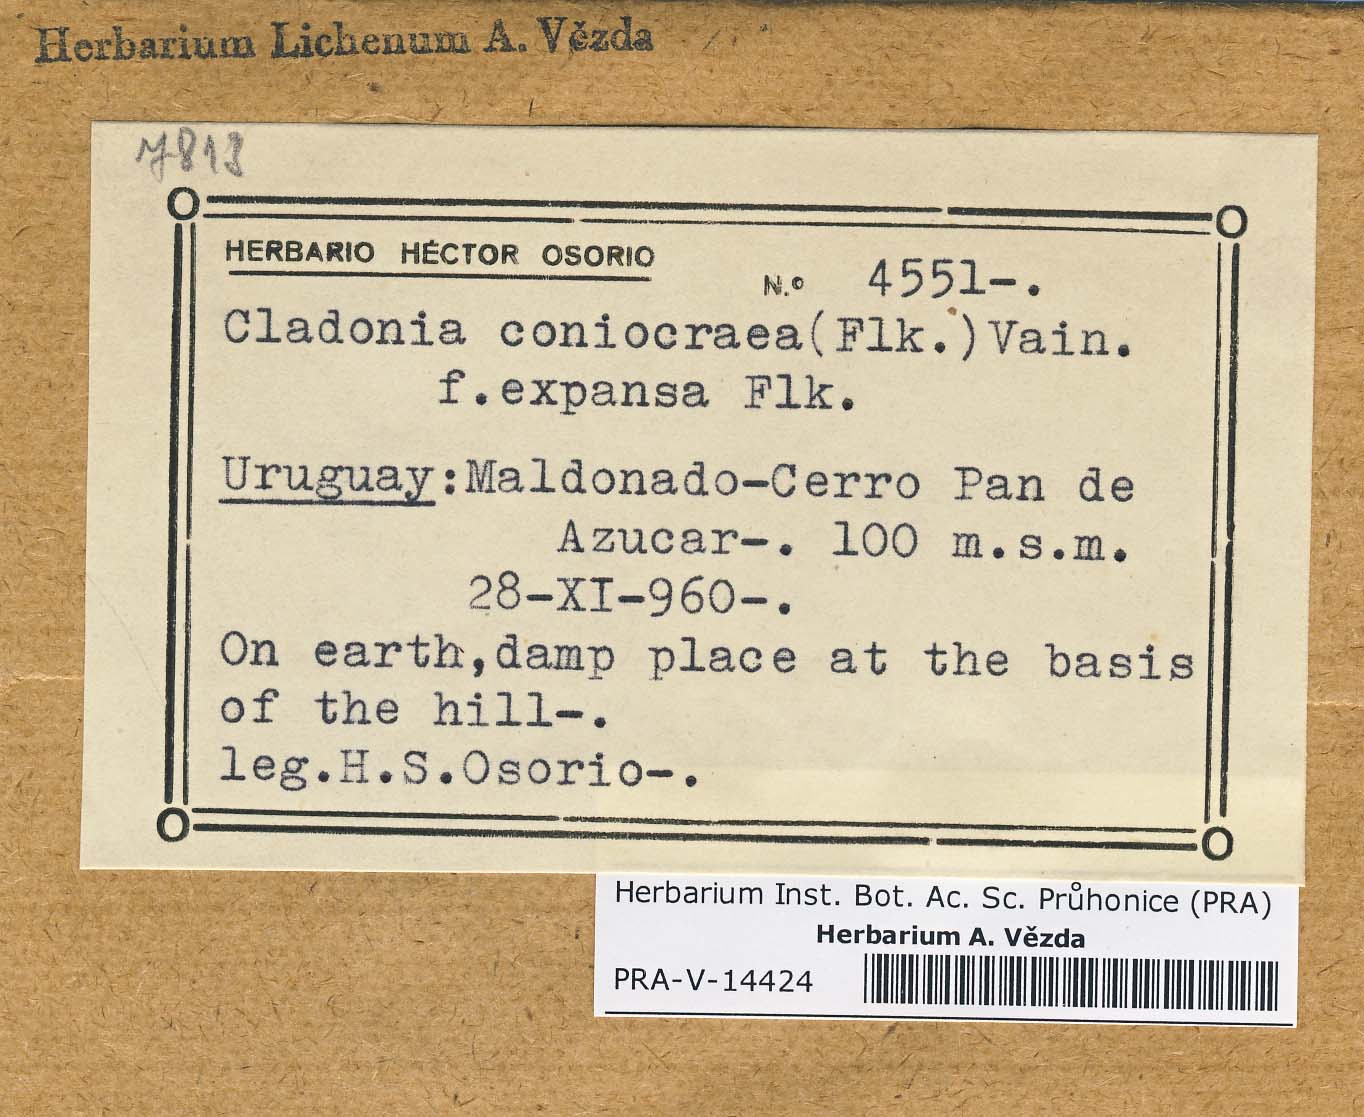 Herbarium Lichenum A. Vězda
7813
HERBARIO HÉCTOR OSORIO
N.º 4551-.
Cladonia coniocraea(Flk.)Vain.
f.expansa Flk.
Uruguay:Maldonado-Cerro Pan de
Azucar-. 100 m.s.m.
28-XI-960-.
On earth,damp place at the basis
of the hill-.
leg.H.S.Osorio-.
Herbarium Inst. Bot. Ac. Sc. Průhonice (PRA)
Herbarium A. Vězda
PRA-V-14424